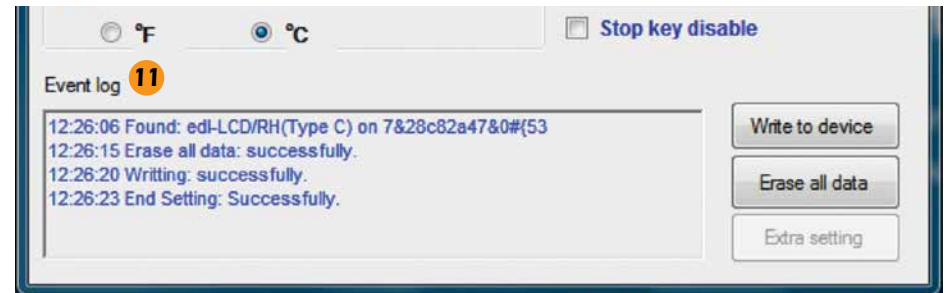 °F °C Stop key disable
Event log 11
12:26:06 Found: edl-LCD/RH(Type C) on 7&28c82a47&0#{53
12:26:15 Erase all data: successfully.
12:26:20 Writting: successfully.
12:26:23 End Setting: Successfully.
Write to device
Erase all data
Extra setting